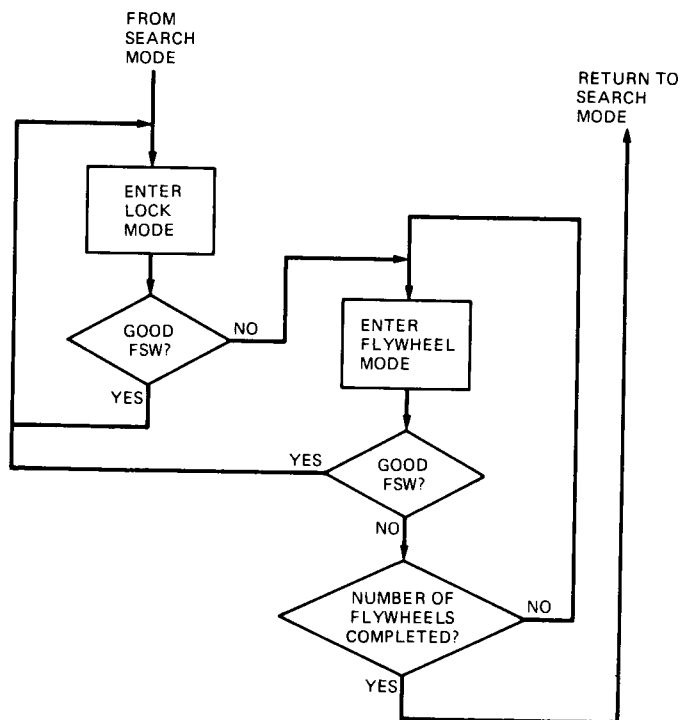 FROM
SEARCH
MODE
RETURN TO
SEARCH
MODE
ENTER
LOCK
MODE
GOOD
FSW?
NO
YES
ENTER
FLYWHEEL
MODE
YES
GOOD
FSW?
NO
NUMBER OF
FLYWHEELS
COMPLETED?
NO
YES